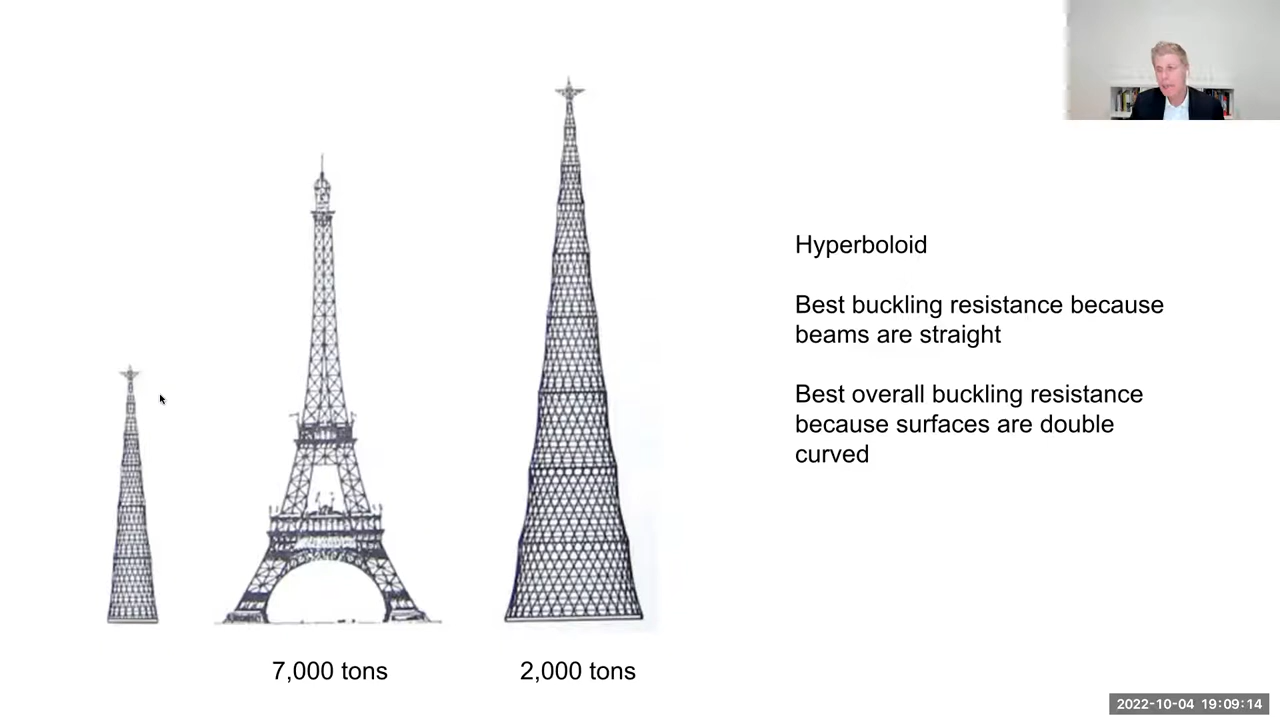 Hyperboloid
Best buckling resistance because
beams are straight
Best overall buckling resistance
because surfaces are double
curved
7,000 tons
2,000 tons
2022-10-04 19:09:14